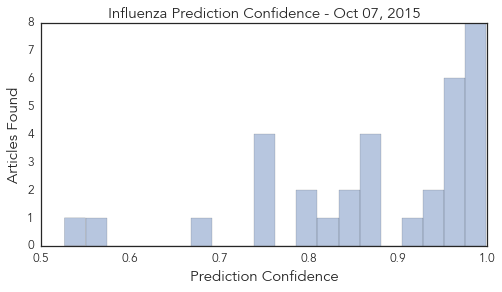 Influenza Prediction Confidence - Oct 07, 2015
Articles Found
8
7
6
5
4
3
2
1
0
0.5 0.6 0.7 0.8 0.9 1.0
Prediction Confidence